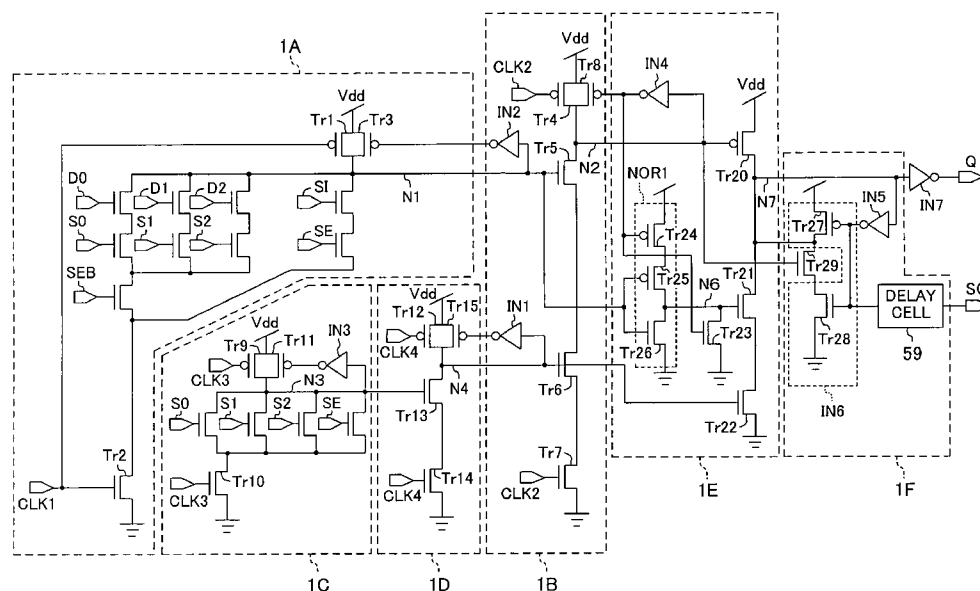 1A
1B
1E
Vdd
Tr8
CLK2
IN4
Vdd
Vdd
Tr1 Tr3
IN2
Tr4
Tr5
N2
Tr20
1F
Q
NOR1
N7
IN7
D0 D1 D2
SI
N1
S0 S1 S2
SE
Tr24
Tr27
IN5
Tr29
SEB
Vdd
Tr12 Tr15
IN1
Tr25
N6
Tr21
DELAY
CELL
59
Vdd
Tr9 Tr11
IN3
CLK4
Tr26
Tr23
Tr28
CLK3
N3
N4
Tr6
S0 S1 S2 SE
Tr13
Tr22
IN6
Tr2
Tr7
CLK1
CLK3
Tr10
CLK4
Tr14
CLK2
1E
1F
1C
1D
1B